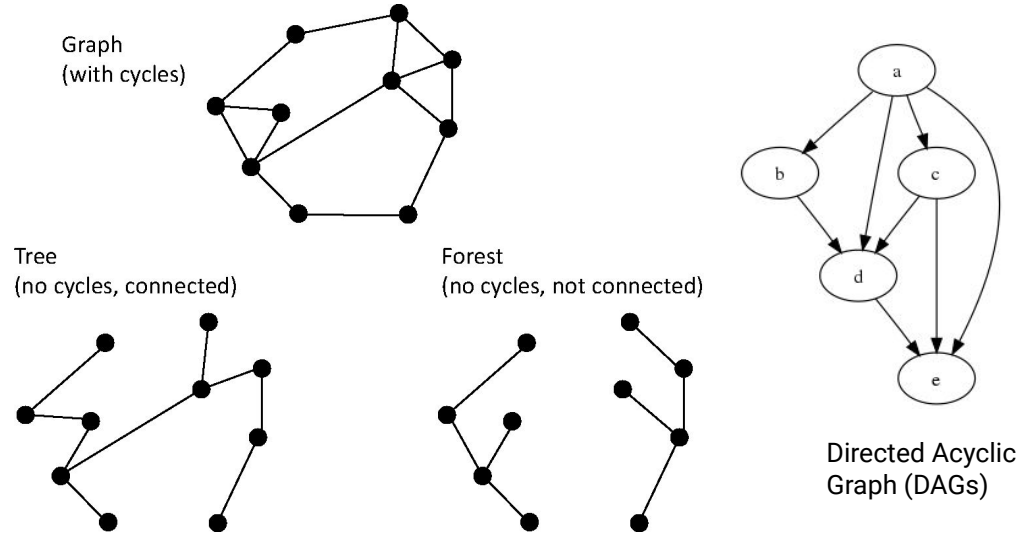 Graph
(with cycles)
a
b
c
d
e
Tree
(no cycles, connected)
Forest
(no cycles, not connected)
Directed Acyclic
Graph (DAGs)